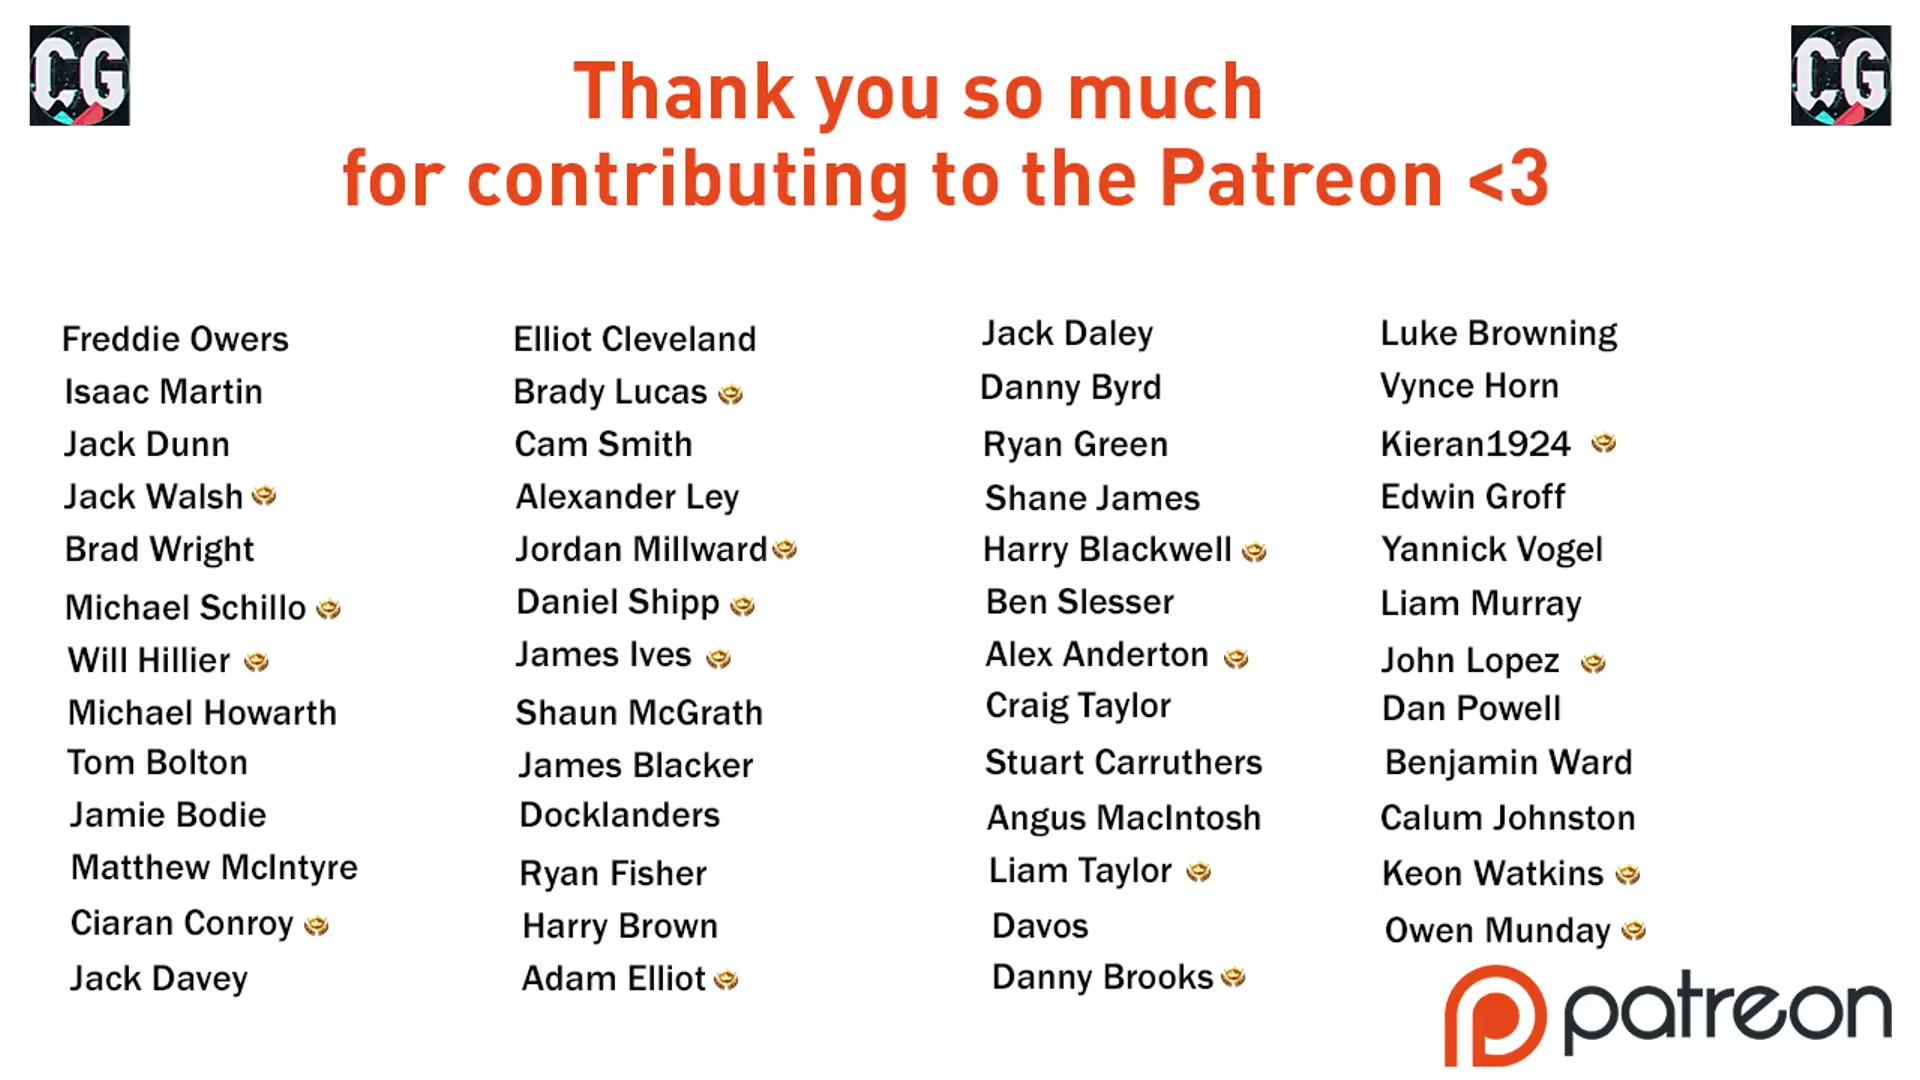 CG
CG
Thank you so much
for contributing to the Patreon <3
Freddie Owers
Isaac Martin
Jack Dunn
Jack Walsh
Brad Wright
Michael Schillo
Will Hillier
Michael Howarth
Tom Bolton
Jamie Bodie
Matthew McIntyre
Ciaran Conroy
Jack Davey
Elliot Cleveland
Brady Lucas
Cam Smith
Alexander Ley
Jordan Millward
Daniel Shipp
James Ives
Shaun McGrath
James Blacker
Docklanders
Ryan Fisher
Harry Brown
Adam Elliot
Jack Daley
Danny Byrd
Ryan Green
Shane James
Harry Blackwell
Ben Slesser
Alex Anderton
Craig Taylor
Stuart Carruthers
Angus MacIntosh
Liam Taylor
Davos
Danny Brooks
Luke Browning
Vynce Horn
Kieran1924
Edwin Groff
Yannick Vogel
Liam Murray
John Lopez
Dan Powell
Benjamin Ward
Calum Johnston
Keon Watkins
Owen Munday
patreon